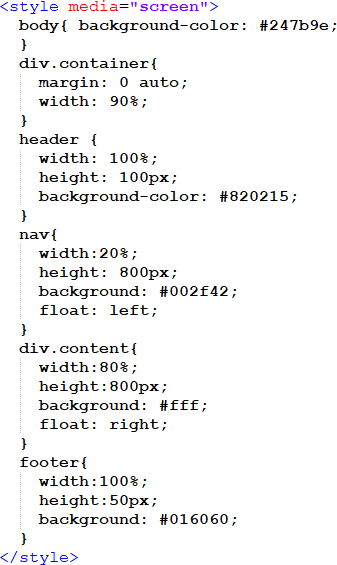 <style media="screen">
body{ background-color: #247b9e;
}
div.container{
margin: 0 auto;
width: 90%;
}
header {
width: 100%;
height: 100px;
background-color: #820215;
}
nav{
width:20%;
height: 800px;
background: #002f42;
float: left;
}
div.content{
width:80%;
height:800px;
background: #fff;
float: right;
}
footer{
width:100%;
height:50px;
background: #016060;
}
</style>